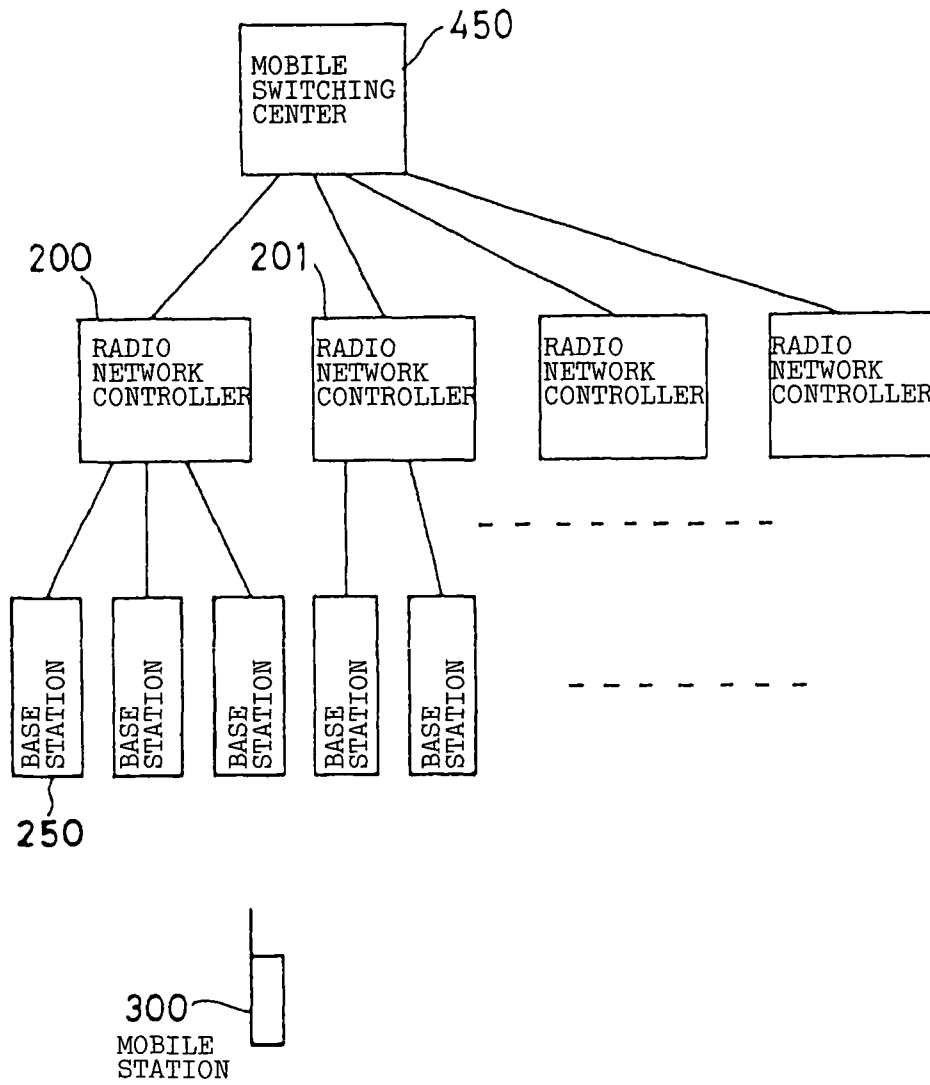 450
MOBILE
SWITCHING
CENTER
200
201
RADIO
NETWORK
CONTROLLER
RADIO
NETWORK
CONTROLLER
RADIO
NETWORK
CONTROLLER
RADIO
NETWORK
CONTROLLER
BASE
STATION
BASE
STATION
BASE
STATION
BASE
STATION
BASE
STATION
250
300
MOBILE
STATION